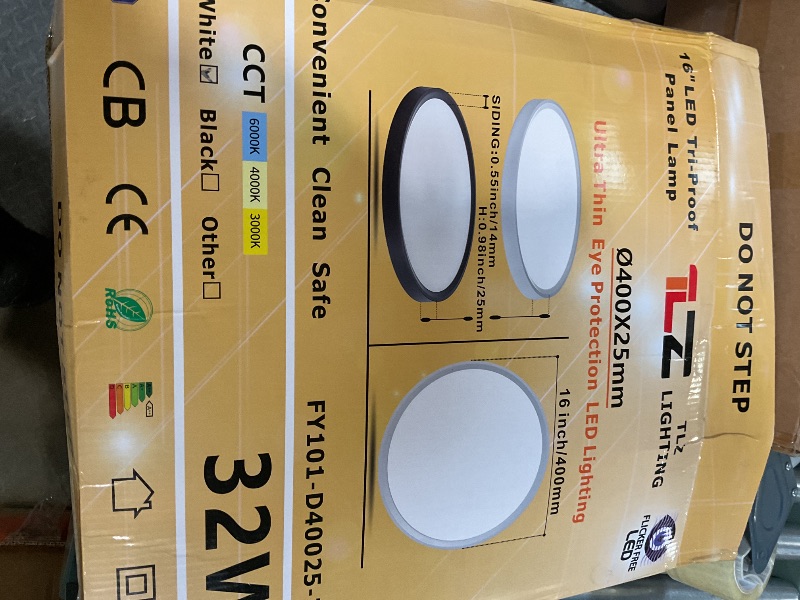 DO NOT STEP
16"LED Tri-Proof
Panel Lamp
TLZ
TLZ
LIGHTING
FLICKER FREE
LED
Ø400X25mm
Ultra Thin Eye Protection LED Lighting
16 inch/400mm
SIDING:0.55inch/14mm
H:0.98inch/25mm
onvenient Clean Safe
FY101-D40025-
CCT 6000K 4000K 3000K
32W
White Black Other
CB CE RoHS
DO N